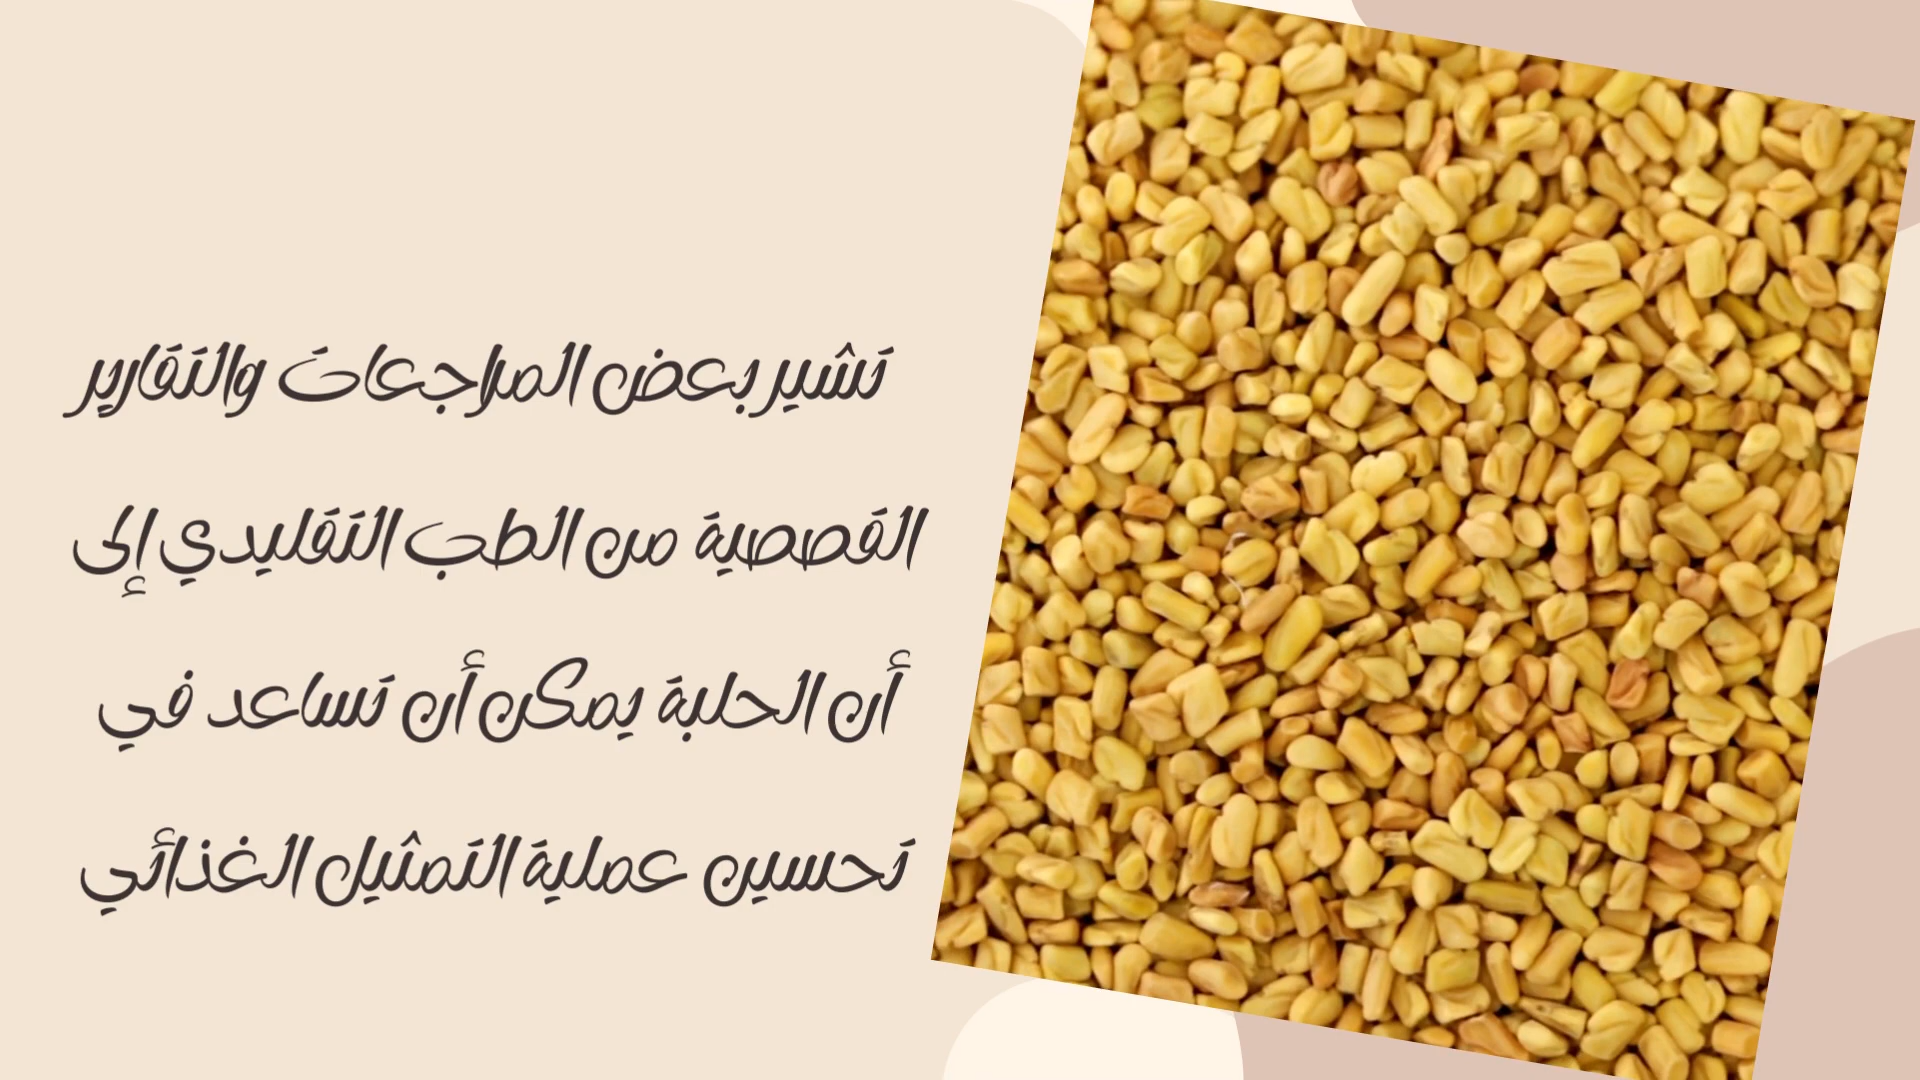 تشير بعض المراجعات والتقارير
القصصية من الطب التقليدي إلى
أن الحلبة يمكن أن تساعد في
تحسين عملية التمثيل الغذائي